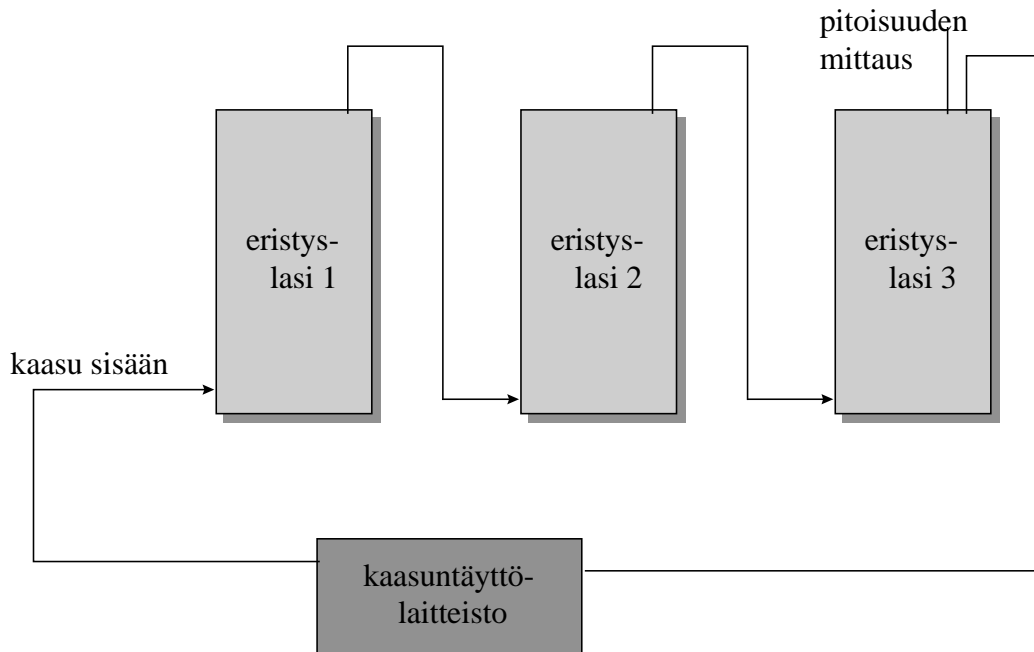 pitoisuuden
mittaus
eristys-
lasi 1
eristys-
lasi 2
eristys-
lasi 3
kaasu sisään
kaasuntäyttö-
laitteisto